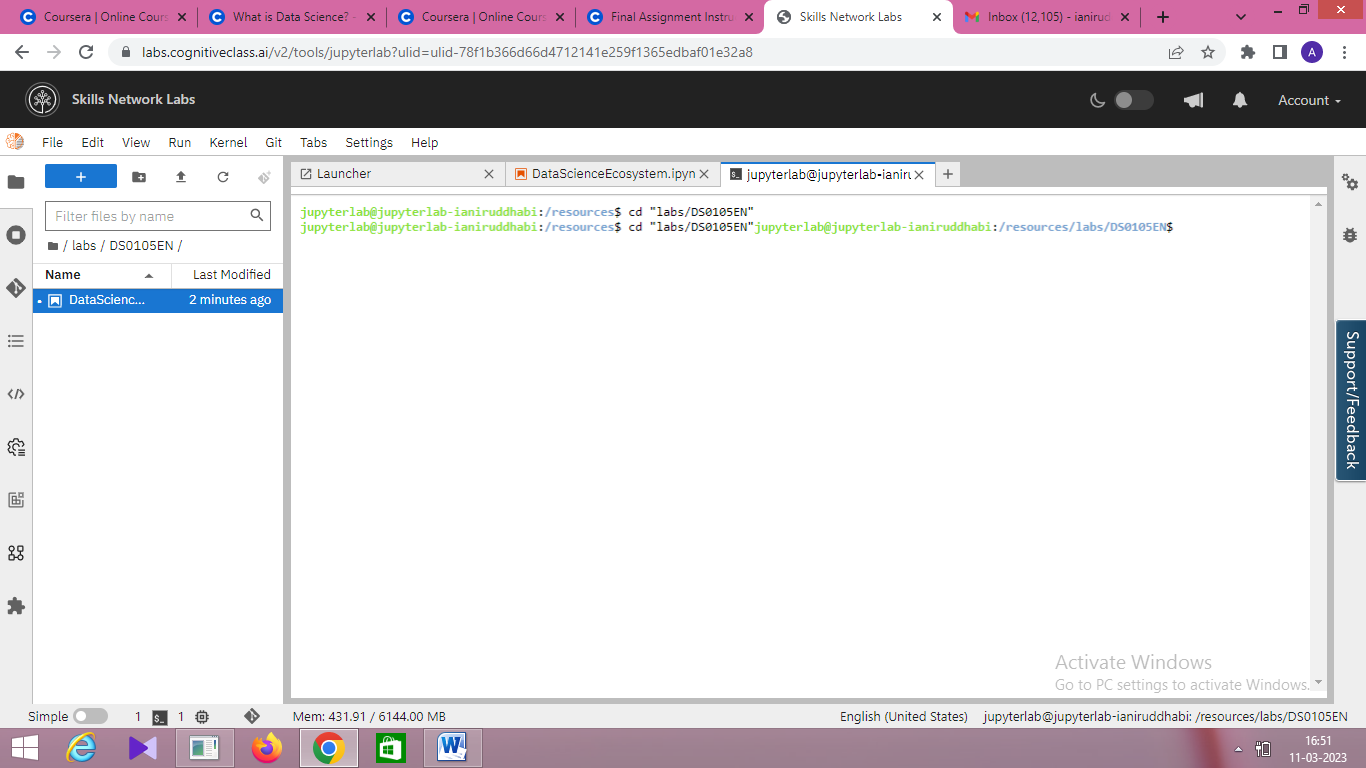 Coursera | Online Cours
What is Data Science? -
Coursera | Online Cours
Final Assignment Instru
Skills Network Labs
Inbox (12,105) - ianirud
labs.cognitiveclass.ai/v2/tools/jupyterlab?ulid=ulid-78f1b366d66d4712141e259f1365edbaf01e32a8
A
Skills Network Labs
Account
File Edit View Run Kernel Git Tabs Settings Help
Launcher
DataScienceEcosystem.ipyn
jupyterlab@jupyterlab-ianiru
Filter files by name
/ labs / DS0105EN /
Name Last Modified
DataScienc... 2 minutes ago
jupyterlab@jupyterlab-ianiruddhabi:/resources$ cd "labs/DS0105EN"
jupyterlab@jupyterlab-ianiruddhabi:/resources$ cd "labs/DS0105EN"jupyterlab@jupyterlab-ianiruddhabi:/resources/labs/DS0105EN$
Support/Feedback
Activate Windows
Go to PC settings to activate Windows.
Simple 1 1 Mem: 431.91 / 6144.00 MB English (United States) jupyterlab@jupyterlab-ianiruddhabi: /resources/labs/DS0105EN
16:51
11-03-2023